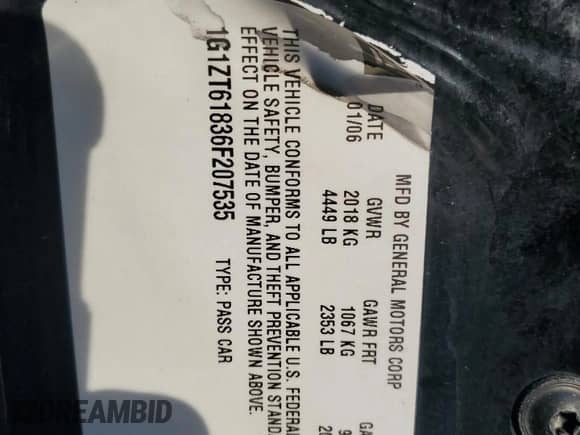 MFD BY GENERAL MOTORS CORP
DATE GVWR GAWR FRT
01/06 2018 KG 1067 KG
4449 LB 2353 LB
THIS VEHICLE CONFORMS TO ALL APPLICABLE U.S. FEDERAL
VEHICLE SAFETY, BUMPER, AND THEFT PREVENTION STAND
EFFECT ON THE DATE OF MANUFACTURE SHOWN ABOVE.
1G1ZT61836F207535 TYPE: PASS CAR
DREAMBID